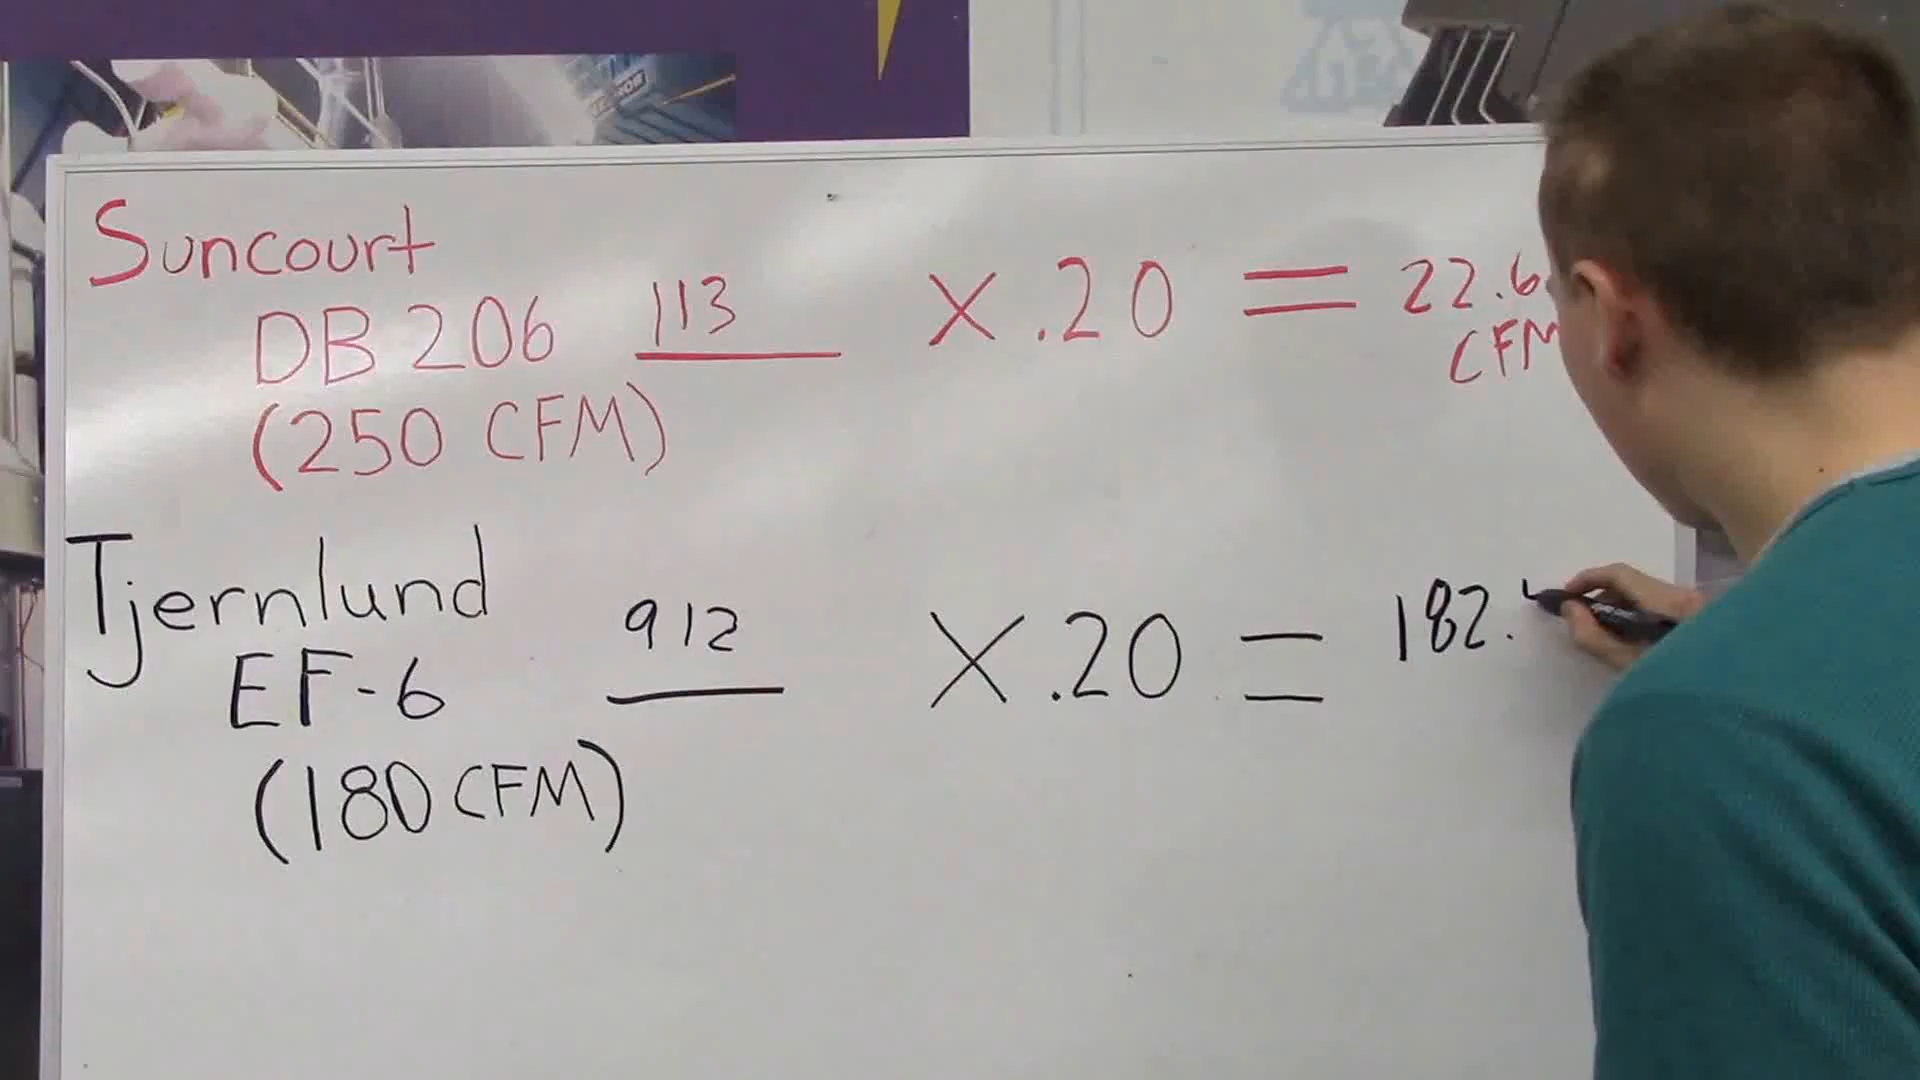 Suncourt
DB 206 113 X .20 = 22.6
CFM
(250 CFM)
Tjernlund
EF-6 912 X .20 = 182.
(180 CFM)